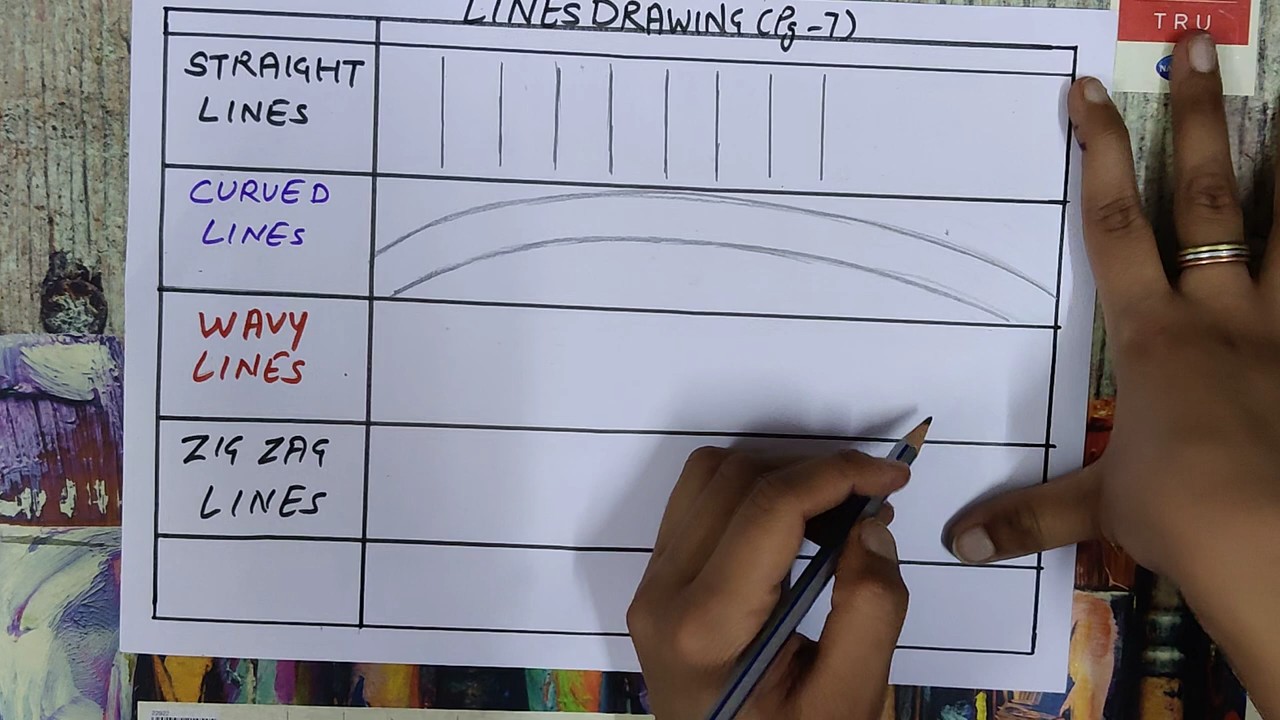 LINES DRAWING (Pg-7)
TRU
STRAIGHT
LINES
CURVED
LINES
WAVY
LINES
ZIG ZAG
LINES